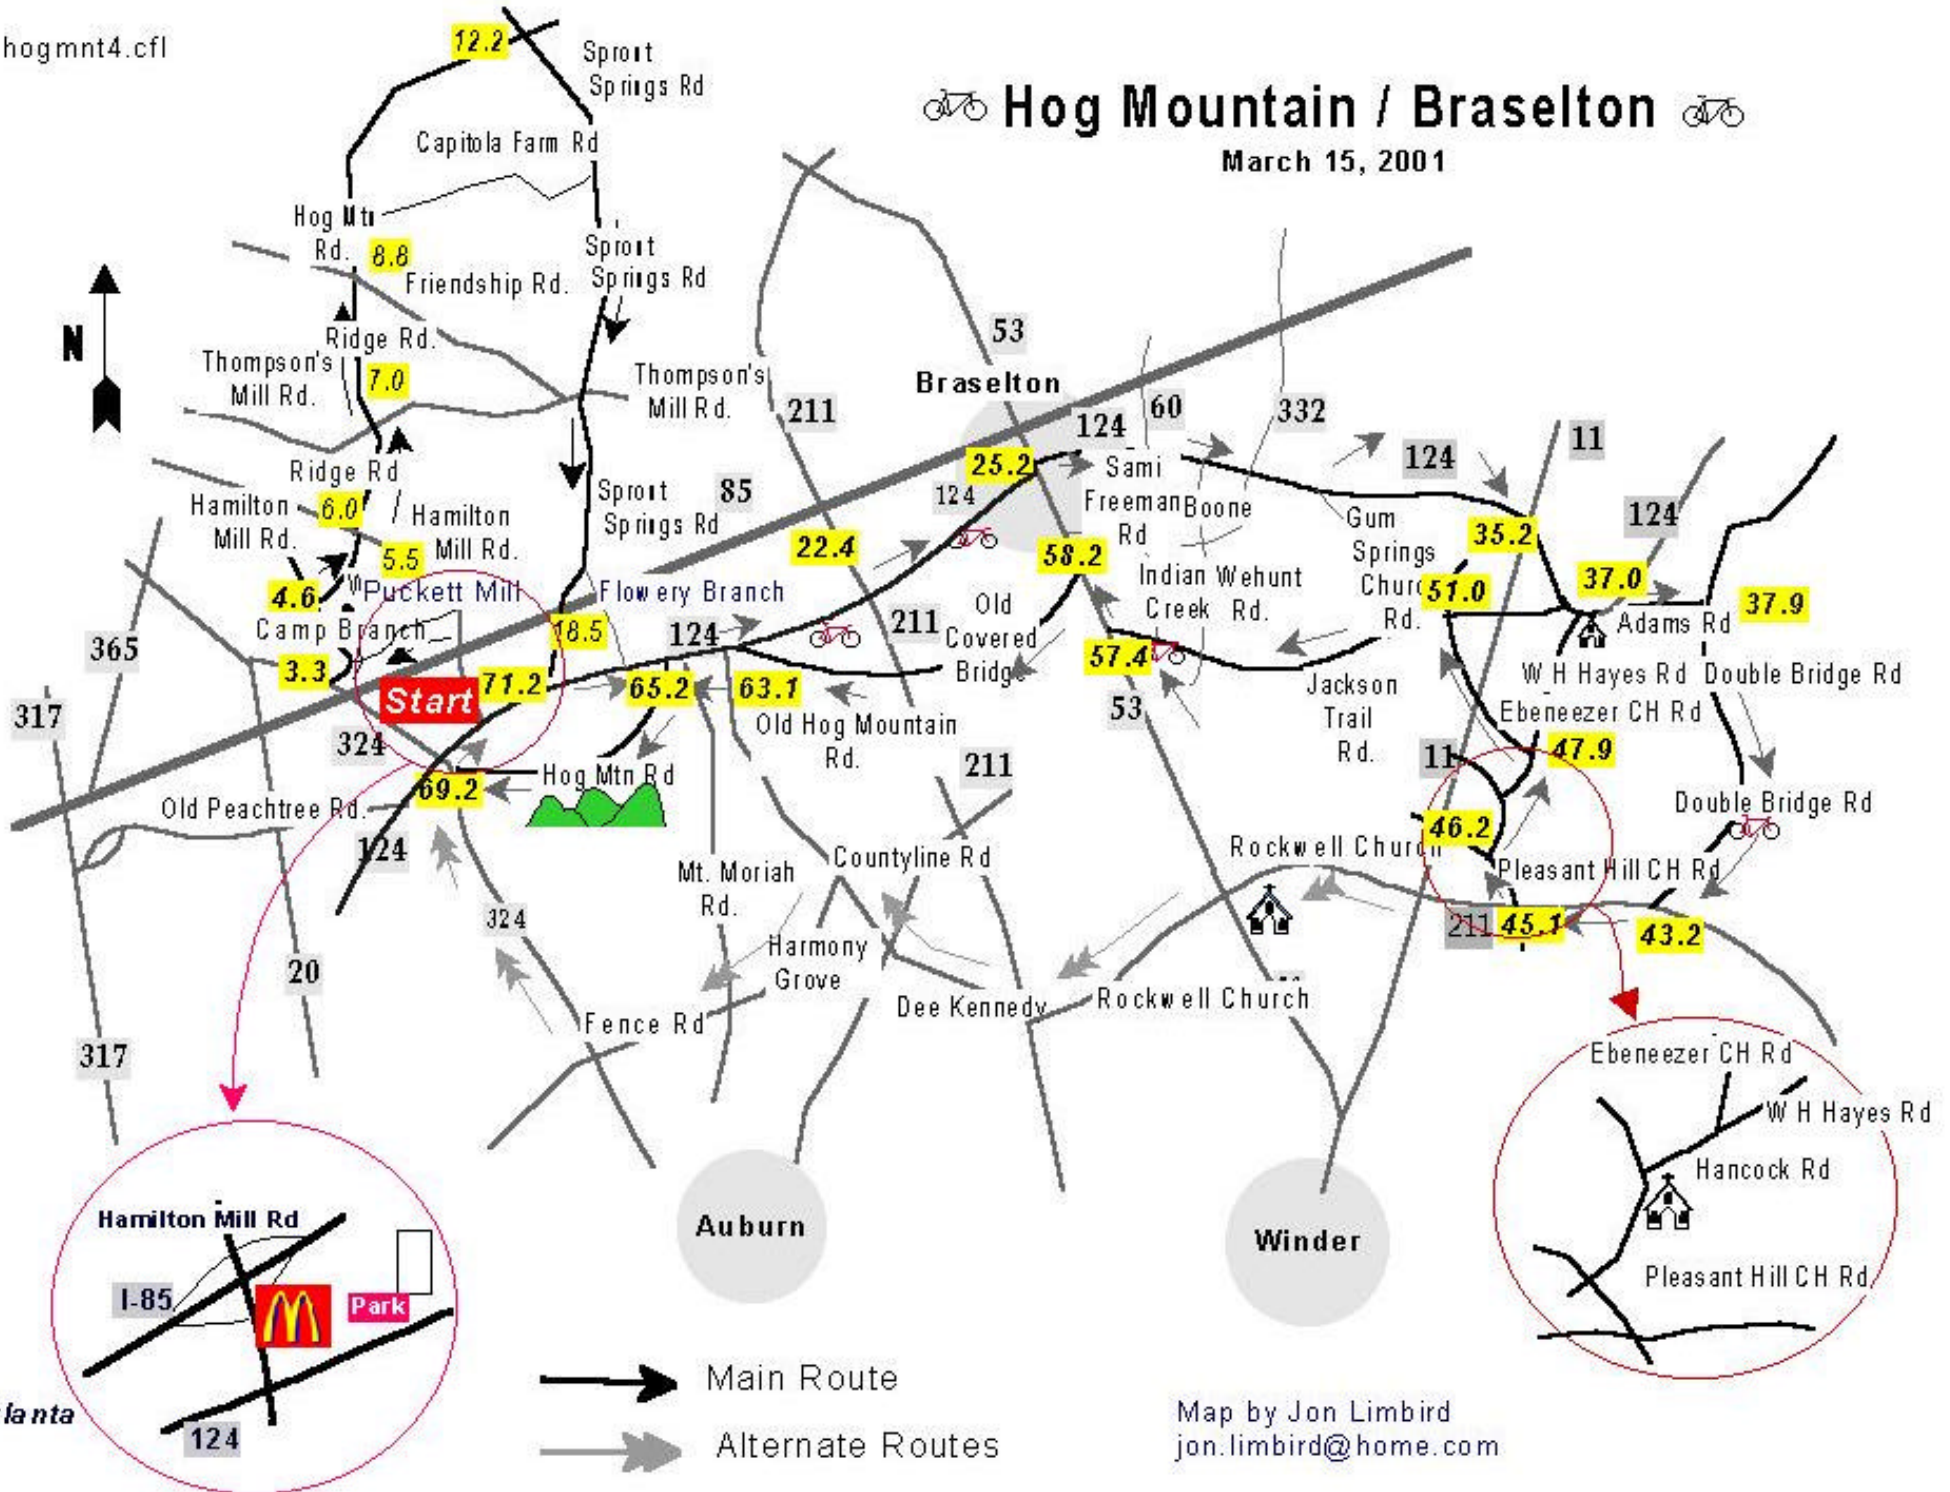 hogmnt4.cfl
12.2
Sprout
Springs Rd
Hog Mountain / Braselton
March 15, 2001
Capitola Farm Rd
Hog Mtn
Rd.
8.8
Friendship Rd.
Sprout
Springs Rd
N
Ridge Rd.
Thompson's
Mill Rd.
7.0
Thompson's
Mill Rd.
53
Braselton
211
124
60
332
11
Ridge Rd
Hamilton
Mill Rd.
6.0
Hamilton
Mill Rd.
5.5
Sprout
Springs Rd
85
25.2
124
Sami
Freeman
Rd
Boone
124
Gum
Springs
Church
Rd.
35.2
124
22.4
58.2
4.6
Puckett Mill
Flowery Branch
Indian
Creek
Wehunt
Rd.
51.0
37.0
37.9
Adams Rd
Camp Branch
18.5
124
211
Old
Covered
Bridge
365
3.3
Start
71.2
65.2
63.1
57.4
W H Hayes Rd
Double Bridge Rd
Jackson
Trail
Rd.
Ebeneezer CH Rd
317
324
Old Hog Mountain
Rd.
53
47.9
11
211
Hog Mtn Rd
69.2
Old Peachtree Rd.
124
Double Bridge Rd
46.2
Rockwell Church
Countyline Rd
Mt. Moriah
Rd.
Pleasant Hill CH Rd
324
211
45.1
43.2
Harmony
Grove
20
Dee Kennedy
Rockwell Church
Fence Rd
317
Ebeneezer CH Rd
W H Hayes Rd
Hancock Rd
Pleasant Hill CH Rd
Auburn
Winder
Hamilton Mill Rd
I-85
Park
124
lanta
Main Route
Alternate Routes
Map by Jon Limbird
jon.limbird@home.com